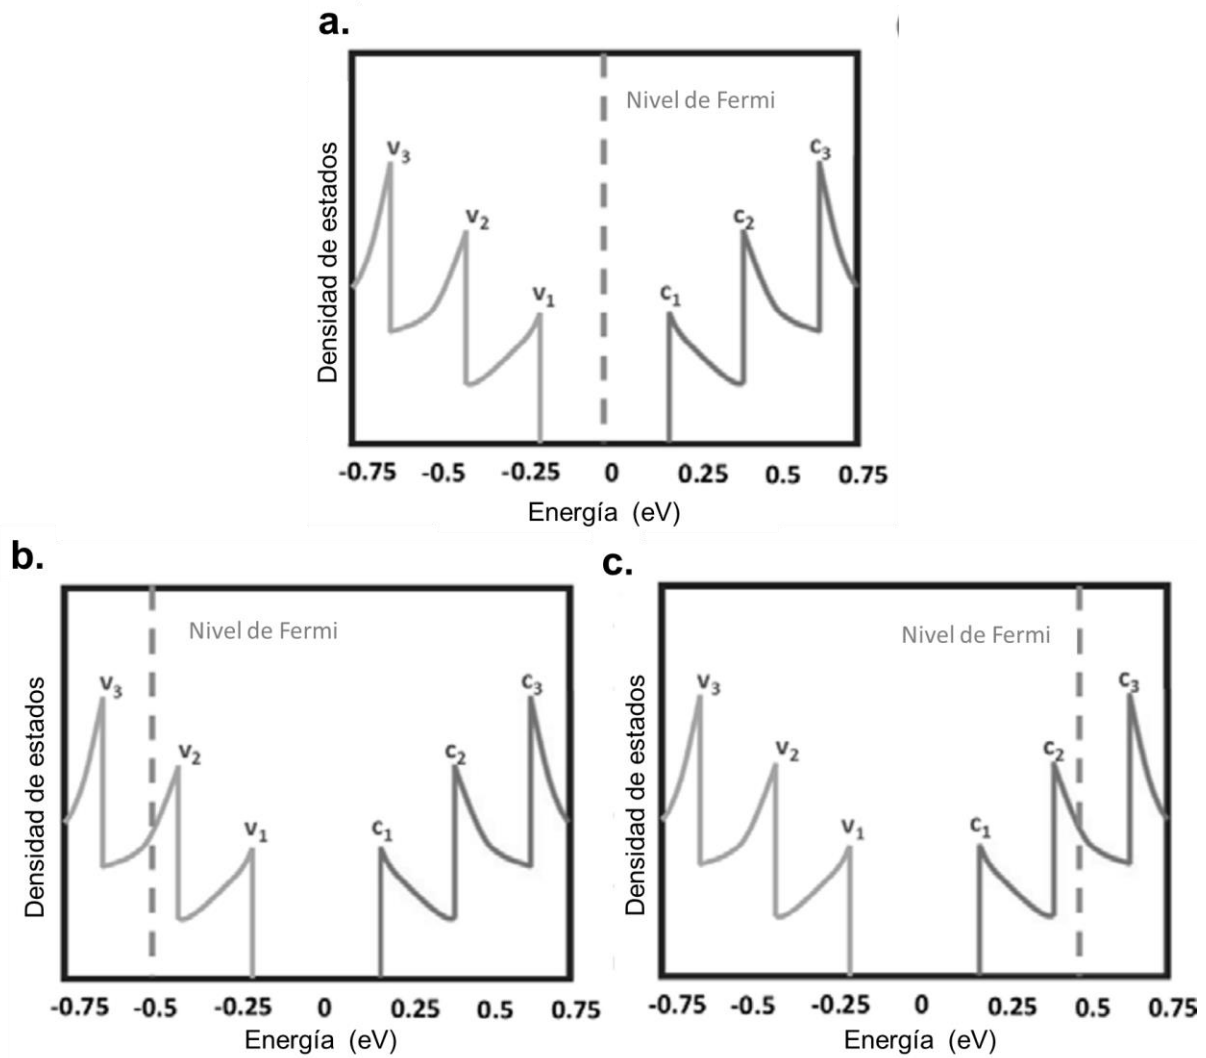 a.
Nivel de Fermi
Densidad de estados
v3
v2
v1
c1
c2
c3
-0.75 -0.5 -0.25 0 0.25 0.5 0.75
Energía (eV)
b.
Nivel de Fermi
Densidad de estados
v3
v2
v1
c1
c2
c3
-0.75 -0.5 -0.25 0 0.25 0.5 0.75
Energía (eV)
c.
Nivel de Fermi
Densidad de estados
v3
v2
v1
c1
c2
c3
-0.75 -0.5 -0.25 0 0.25 0.5 0.75
Energía (eV)